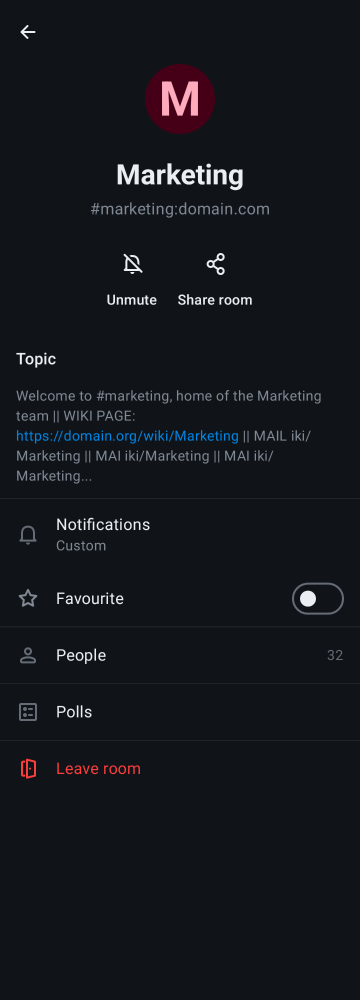 M
Marketing
#marketing:domain.com
Unmute Share room
Topic
Welcome to #marketing, home of the Marketing
team || WIKI PAGE:
https://domain.org/wiki/Marketing || MAIL iki/
Marketing || MAI iki/Marketing || MAI iki/
Marketing...
Notifications
Custom
Favourite
People 32
Polls
Leave room